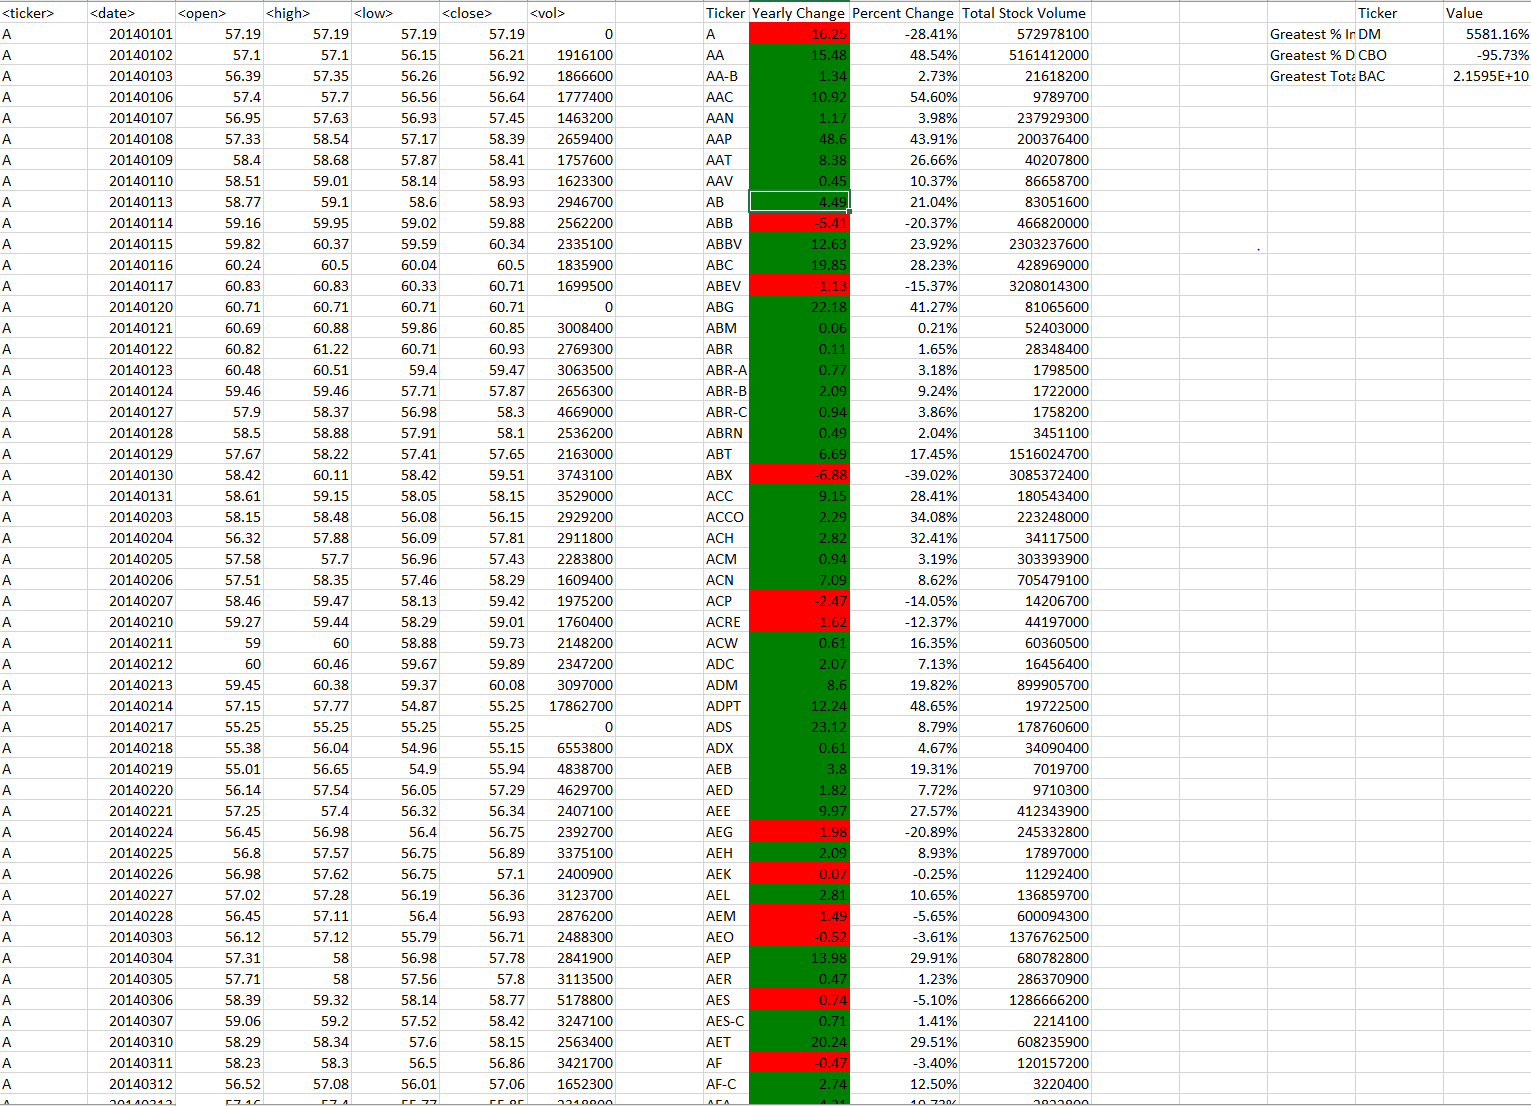 <ticker> <date> <open> <high> <low> <close> <vol> Ticker Yearly Change Percent Change Total Stock Volume Ticker Value
A 20140101 57.19 57.19 57.19 57.19 0 A -16.25 -28.41% 572978100 Greatest % In DM 5581.16%
A 20140102 57.1 57.1 56.15 56.21 1916100 AA 15.48 48.54% 5161412000 Greatest % D CBO -95.73%
A 20140103 56.39 57.35 56.26 56.92 1866600 AA-B 1.34 2.73% 21618200 Greatest Tota BAC 2.1595E+10
A 20140106 57.4 57.7 56.56 56.64 1777400 AAC 10.92 54.60% 9789700
A 20140107 56.95 57.63 56.93 57.45 1463200 AAN 1.17 3.98% 237929300
A 20140108 57.33 58.54 57.17 58.39 2659400 AAP 48.6 43.91% 200376400
A 20140109 58.4 58.68 57.87 58.41 1757600 AAT 8.38 26.66% 40207800
A 20140110 58.51 59.01 58.14 58.93 1623300 AAV 0.45 10.37% 86658700
A 20140113 58.77 59.1 58.6 58.93 2946700 AB 4.49 21.04% 83051600
A 20140114 59.16 59.95 59.02 59.88 2562200 ABB -5.41 -20.37% 466820000
A 20140115 59.82 60.37 59.59 60.34 2335100 ABBV 12.63 23.92% 2303237600
A 20140116 60.24 60.5 60.04 60.5 1835900 ABC 19.85 28.23% 428969000
A 20140117 60.83 60.83 60.33 60.71 1699500 ABEV -1.13 -15.37% 3208014300
A 20140120 60.71 60.71 60.71 60.71 0 ABG 22.18 41.27% 81065600
A 20140121 60.69 60.88 59.86 60.85 3008400 ABM 0.06 0.21% 52403000
A 20140122 60.82 61.22 60.71 60.93 2769300 ABR 0.11 1.65% 28348400
A 20140123 60.48 60.51 59.4 59.47 3063500 ABR-A 0.77 3.18% 1798500
A 20140124 59.46 59.46 57.71 57.87 2656300 ABR-B 2.09 9.24% 1722000
A 20140127 57.9 58.37 56.98 58.3 4669000 ABR-C 0.94 3.86% 1758200
A 20140128 58.5 58.88 57.91 58.1 2536200 ABRN 0.49 2.04% 3451100
A 20140129 57.67 58.22 57.41 57.65 2163000 ABT 6.69 17.45% 1516024700
A 20140130 58.42 60.11 58.42 59.51 3743100 ABX -6.88 -39.02% 3085372400
A 20140131 58.61 59.15 58.05 58.15 3529000 ACC 9.15 28.41% 180543400
A 20140203 58.15 58.48 56.08 56.15 2929200 ACCO 2.29 34.08% 223248000
A 20140204 56.32 57.88 56.09 57.81 2911800 ACH 2.82 32.41% 34117500
A 20140205 57.58 57.7 56.96 57.43 2283800 ACM 0.94 3.19% 303393900
A 20140206 57.51 58.35 57.46 58.29 1609400 ACN 7.09 8.62% 705479100
A 20140207 58.46 59.47 58.13 59.42 1975200 ACP -2.47 -14.05% 14206700
A 20140210 59.27 59.44 58.29 59.01 1760400 ACRE -1.62 -12.37% 44197000
A 20140211 59 60 58.88 59.73 2148200 ACW 0.61 16.35% 60360500
A 20140212 60 60.46 59.67 59.89 2347200 ADC 2.07 7.13% 16456400
A 20140213 59.45 60.38 59.37 60.08 3097000 ADM 8.6 19.82% 899905700
A 20140214 57.15 57.77 54.87 55.25 17862700 ADPT 12.24 48.65% 19722500
A 20140217 55.25 55.25 55.25 55.25 0 ADS 23.12 8.79% 178760600
A 20140218 55.38 56.04 54.96 55.15 6553800 ADX 0.61 4.67% 34090400
A 20140219 55.01 56.65 54.9 55.94 4838700 AEB 3.8 19.31% 7019700
A 20140220 56.14 57.54 56.05 57.29 4629700 AED 1.82 7.72% 9710300
A 20140221 57.25 57.4 56.32 56.34 2407100 AEE 9.97 27.57% 412343900
A 20140224 56.45 56.98 56.4 56.75 2392700 AEG -1.98 -20.89% 245332800
A 20140225 56.8 57.57 56.75 56.89 3375100 AEH 2.09 8.93% 17897000
A 20140226 56.98 57.62 56.75 57.1 2400900 AEK -0.07 -0.25% 11292400
A 20140227 57.02 57.28 56.19 56.36 3123700 AEL 2.81 10.65% 136859700
A 20140228 56.45 57.11 56.4 56.93 2876200 AEM -1.49 -5.65% 600094300
A 20140303 56.12 57.12 55.79 56.71 2488300 AEO -0.52 -3.61% 1376762500
A 20140304 57.31 58 56.98 57.78 2841900 AEP 13.98 29.91% 680782800
A 20140305 57.71 58 57.56 57.8 3113500 AER 0.47 1.23% 286370900
A 20140306 58.39 59.32 58.14 58.77 5178800 AES -0.74 -5.10% 1286666200
A 20140307 59.06 59.2 57.52 58.42 3247100 AES-C 0.71 1.41% 2214100
A 20140310 58.29 58.34 57.6 58.15 2563400 AET 20.24 29.51% 608235900
A 20140311 58.23 58.3 56.5 56.86 3421700 AF -0.47 -3.40% 120157200
A 20140312 56.52 57.08 56.01 57.06 1652300 AF-C 2.74 12.50% 3220400